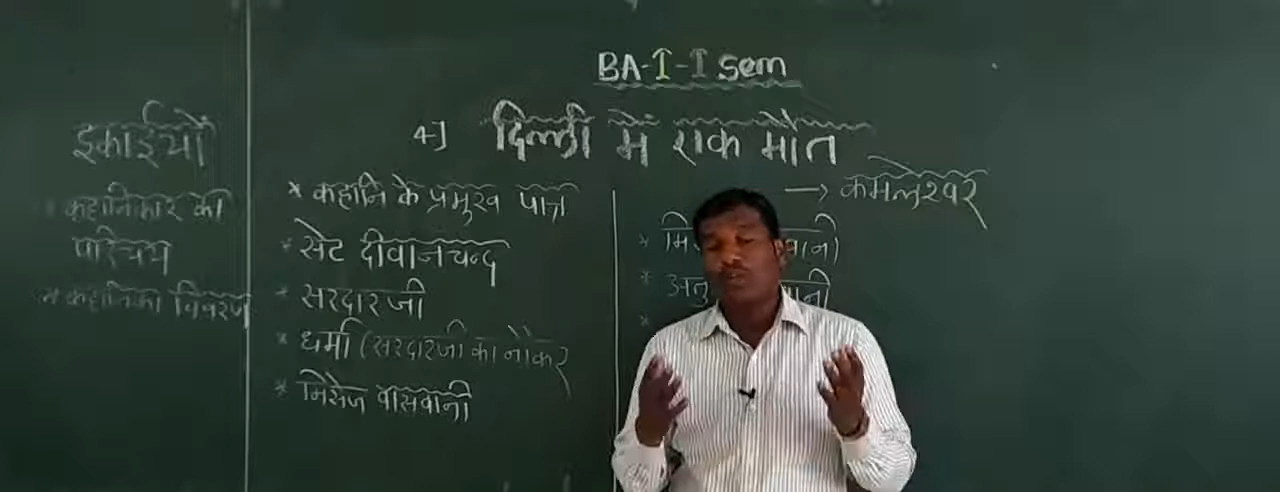 BA-I-I sem
4] दिल्ली में एक मौत
→ कमलेश्वर
इकाईयाँ
* कहानिकार का
परिचय
* कहानिका विवरण
* कहानि के प्रमुख पात्र
* सेट दीवानचन्द
* सरदारजी
* धर्मा (सरदारजी का नौकर
* मिसेज वासवानी
* मि
वानी)
* अतु
वानी
*